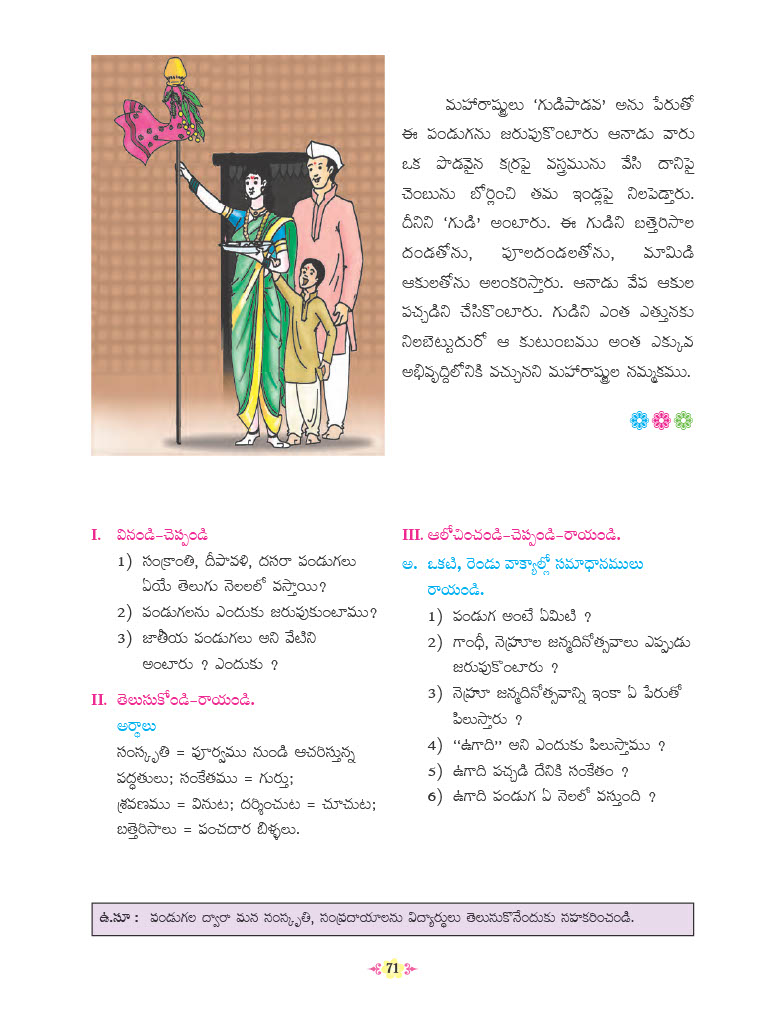 మహారాష్ట్రులు ‘గుడిపాడవ’ అను పేరుతో
ఈ పండుగను జరుపుకొంటారు ఆనాడు వారు
ఒక పొడవైన కర్రపై వస్త్రమును వేసి దానిపై
చెంబును బోర్లించి తమ ఇండ్లపై నిలపెడ్తారు.
దీనిని ‘గుడి’ అంటారు. ఈ గుడిని బత్తెరిసాల
దండతోను, పూలదండలతోను, మామిడి
ఆకులతోను అలంకరిస్తారు. ఆనాడు వేప ఆకుల
పచ్చడిని చేసికొంటారు. గుడిని ఎంత ఎత్తునకు
నిలబెట్టుదురో ఆ కుటుంబము అంత ఎక్కువ
అభివృద్దిలోనికి వచ్చునని మహారాష్ట్రుల నమ్మకము.
I. వినండి-చెప్పండి
1) సంక్రాంతి, దీపావళి, దసరా పండుగలు
ఏయే తెలుగు నెలలలో వస్తాయి?
2) పండుగలను ఎందుకు జరుపుకుంటాము?
3) జాతీయ పండుగలు అని వేటిని
అంటారు ? ఎందుకు ?
II. తెలుసుకోండి-రాయండి.
అర్థాలు
సంస్కృతి = పూర్వము నుండి ఆచరిస్తున్న
పద్ధతులు; సంకేతము = గుర్తు;
శ్రవణము = వినుట; దర్శించుట = చూచుట;
బత్తెరిసాలు = పంచదార బిళ్ళలు.
III. ఆలోచించండి-చెప్పండి-రాయండి.
అ. ఒకటి, రెండు వాక్యాల్లో సమాధానములు
రాయండి.
1) పండుగ అంటే ఏమిటి ?
2) గాంధీ, నెహ్రూల జన్మదినోత్సవాలు ఎప్పుడు
జరుపుకొంటారు ?
3) నెహ్రూ జన్మదినోత్సవాన్ని ఇంకా ఏ పేరుతో
పిలుస్తారు ?
4) “ఉగాది” అని ఎందుకు పిలుస్తాము ?
5) ఉగాది పచ్చడి దేనికి సంకేతం ?
6) ఉగాది పండుగ ఏ నెలలో వస్తుంది ?
ఉ.సూ : పండుగల ద్వారా మన సంస్కృతి, సంప్రదాయాలను విద్యార్థులు తెలుసుకొనేందుకు సహకరించండి.
71